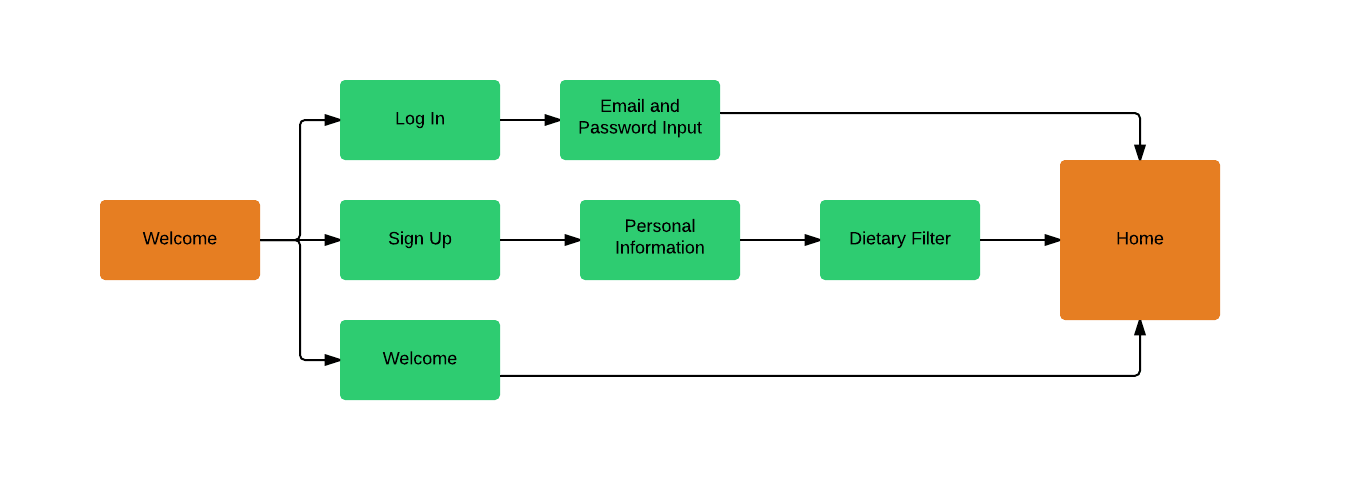 Welcome
Log In
Email and
Password Input
Sign Up
Personal
Information
Dietary Filter
Home
Welcome